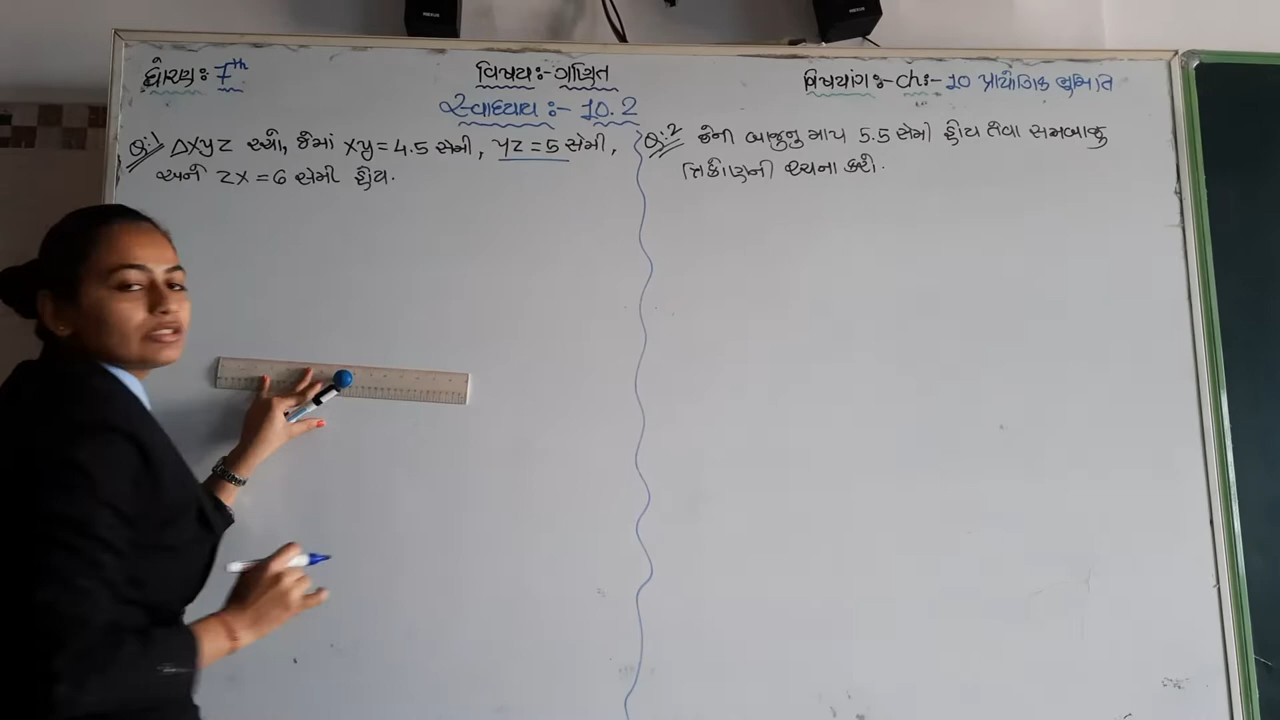 ધોરણ:- 7th
વિષય:- ગણિત
વિષયાંગ:- ch:- 10 પ્રાયોગિક ભૂમિતિ
સ્વાધ્યાય:- 10.2
Q:1 ΔXYZ રચો, જેમાં XY = 4.5 સેમી, YZ = 5 સેમી,
અને ZX = 6 સેમી હોય.
Q:2 જેની બાજુનુ માપ 5.5 સેમી હોય તેવા સમબાજુ
ત્રિકોણની રચના કરો.